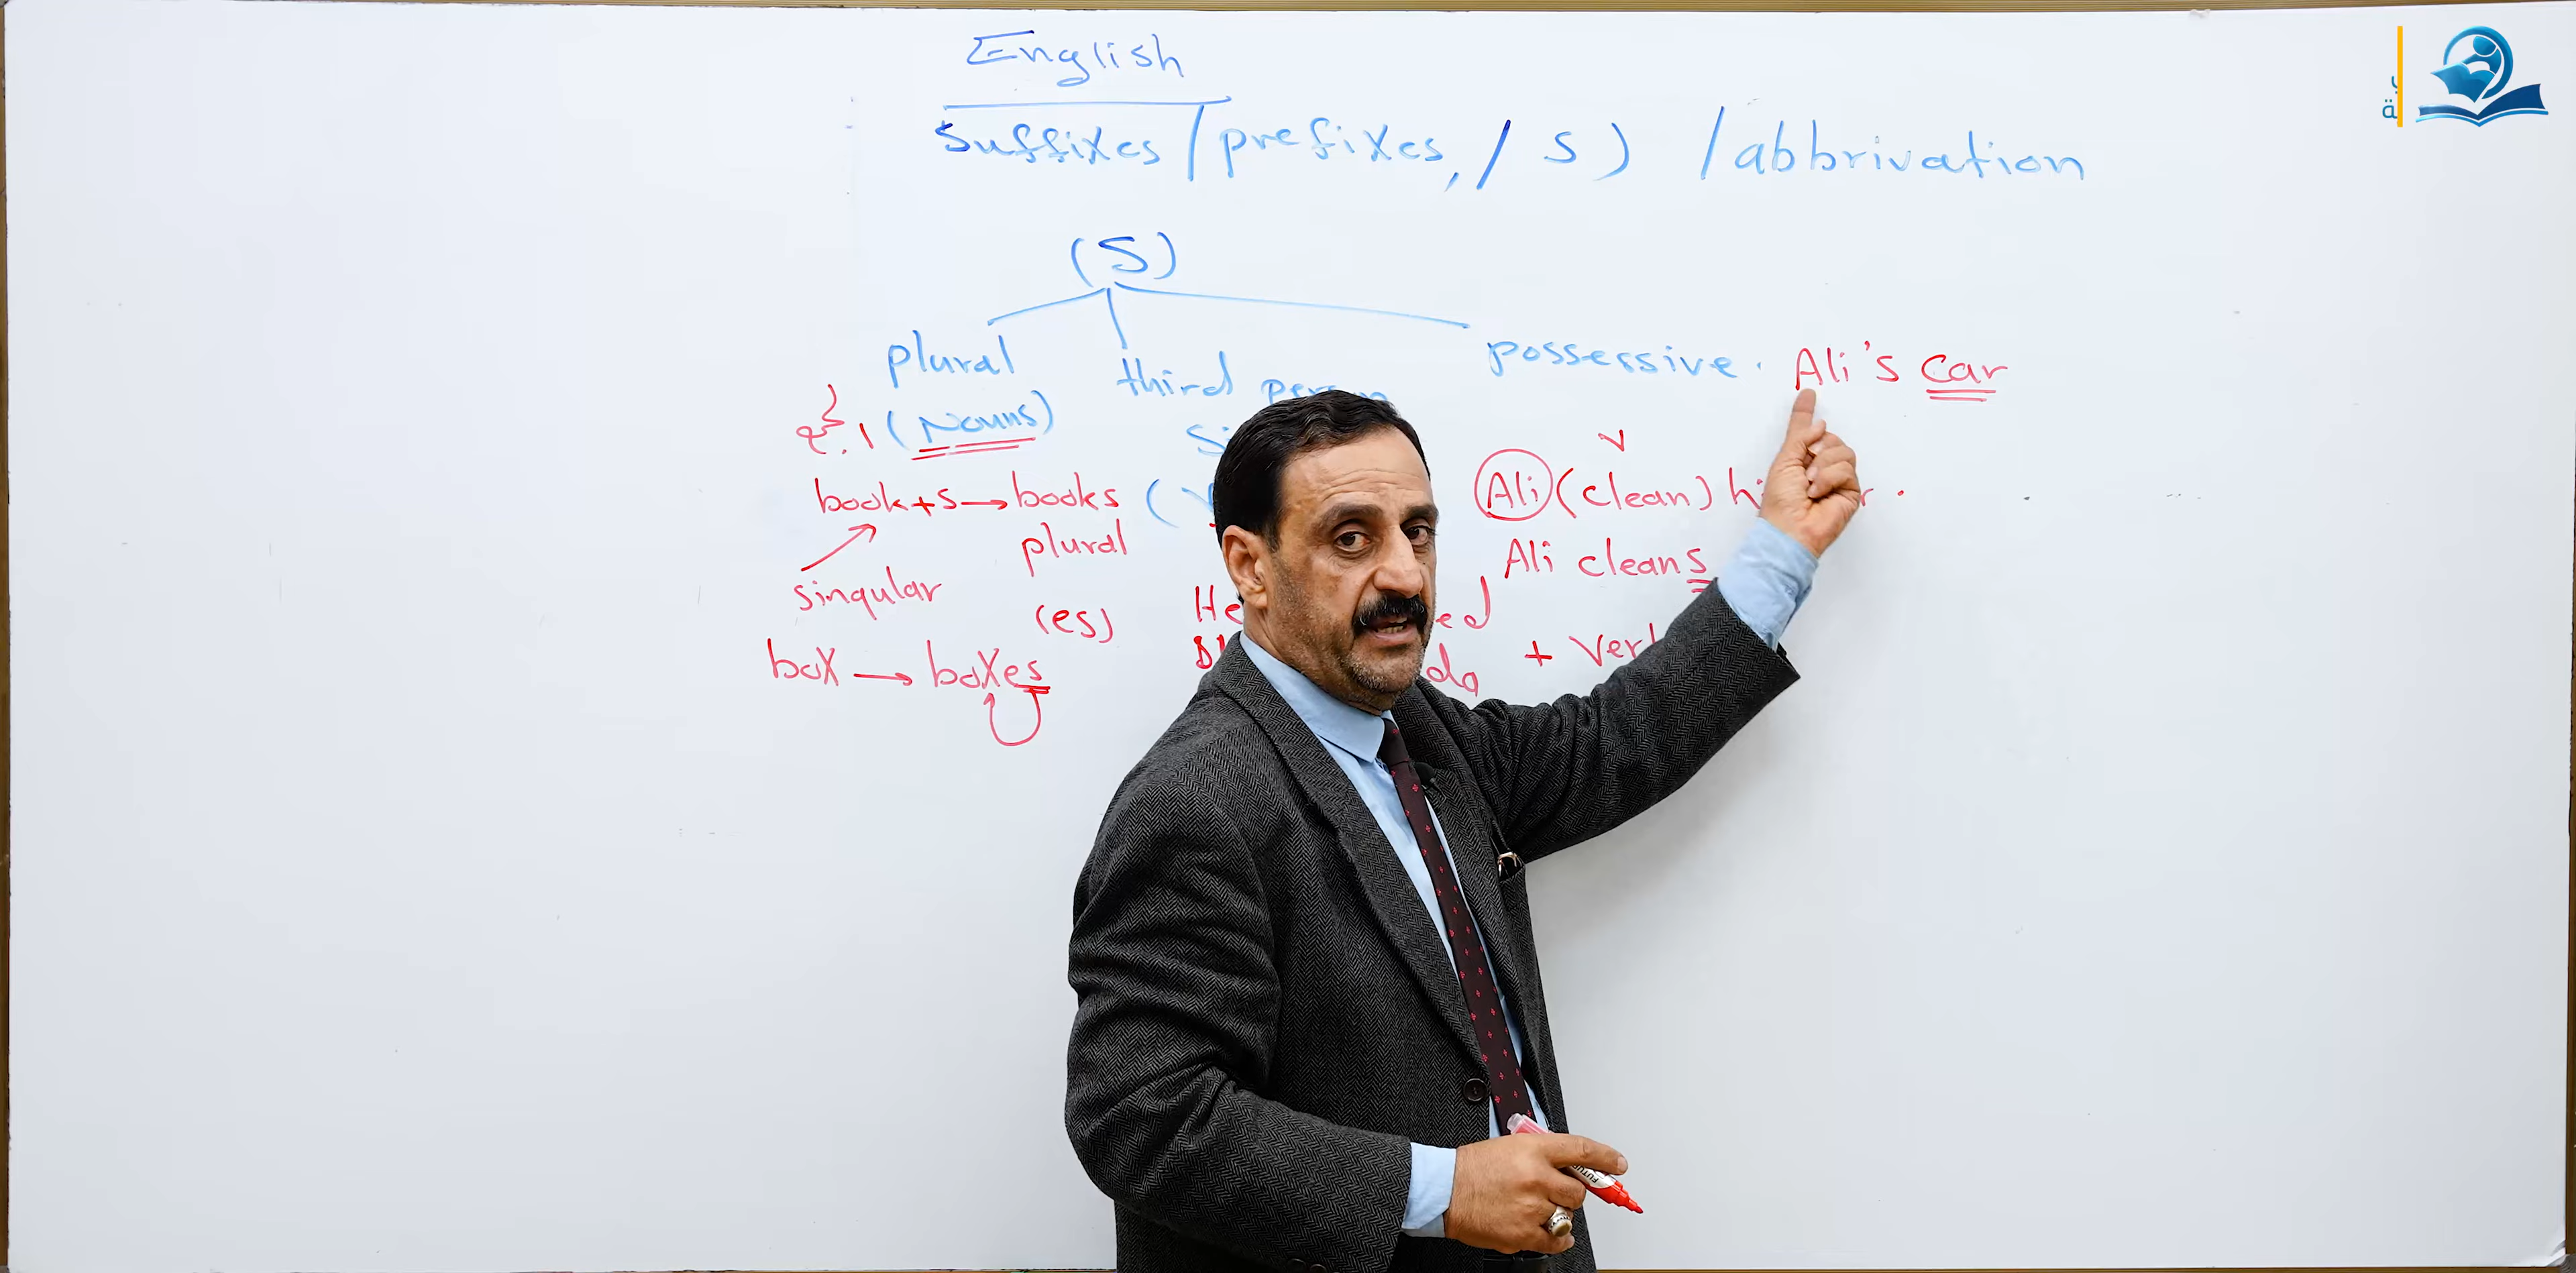 English
Suffixes / prefixes, / S ) / abbrivation
(S)
plural
third person
possessive.
Ali's car
جمع
(Nouns)
v
book+s → books
plural
singular
Ali (clean)
Ali cleans
(es)
He
box → boxes
+ Verb